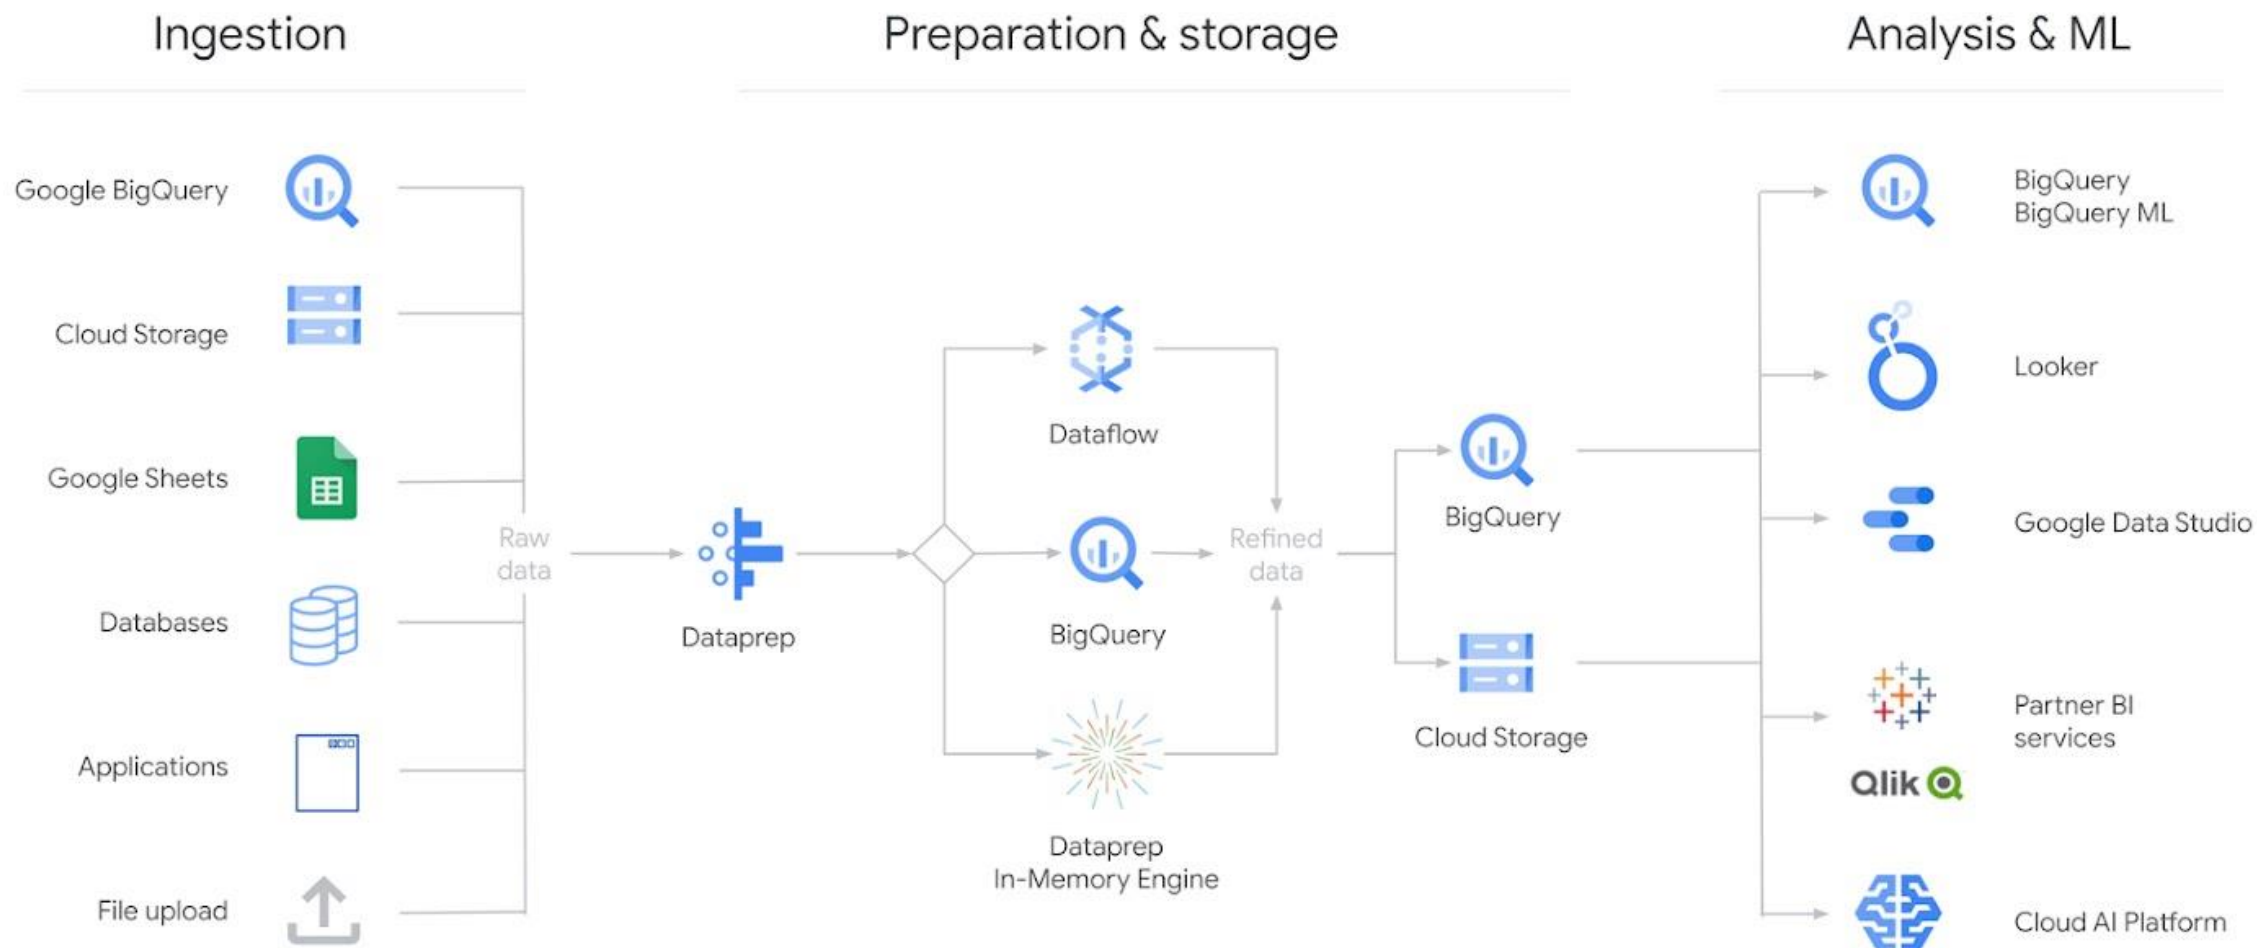 Ingestion
Preparation & storage
Analysis & ML
Google BigQuery
Cloud Storage
Google Sheets
Databases
Applications
File upload
Raw
data
Dataprep
Dataflow
BigQuery
Dataprep
In-Memory Engine
Refined
data
BigQuery
Cloud Storage
BigQuery
BigQuery ML
Looker
Google Data Studio
Partner BI
services
Qlik
Cloud AI Platform